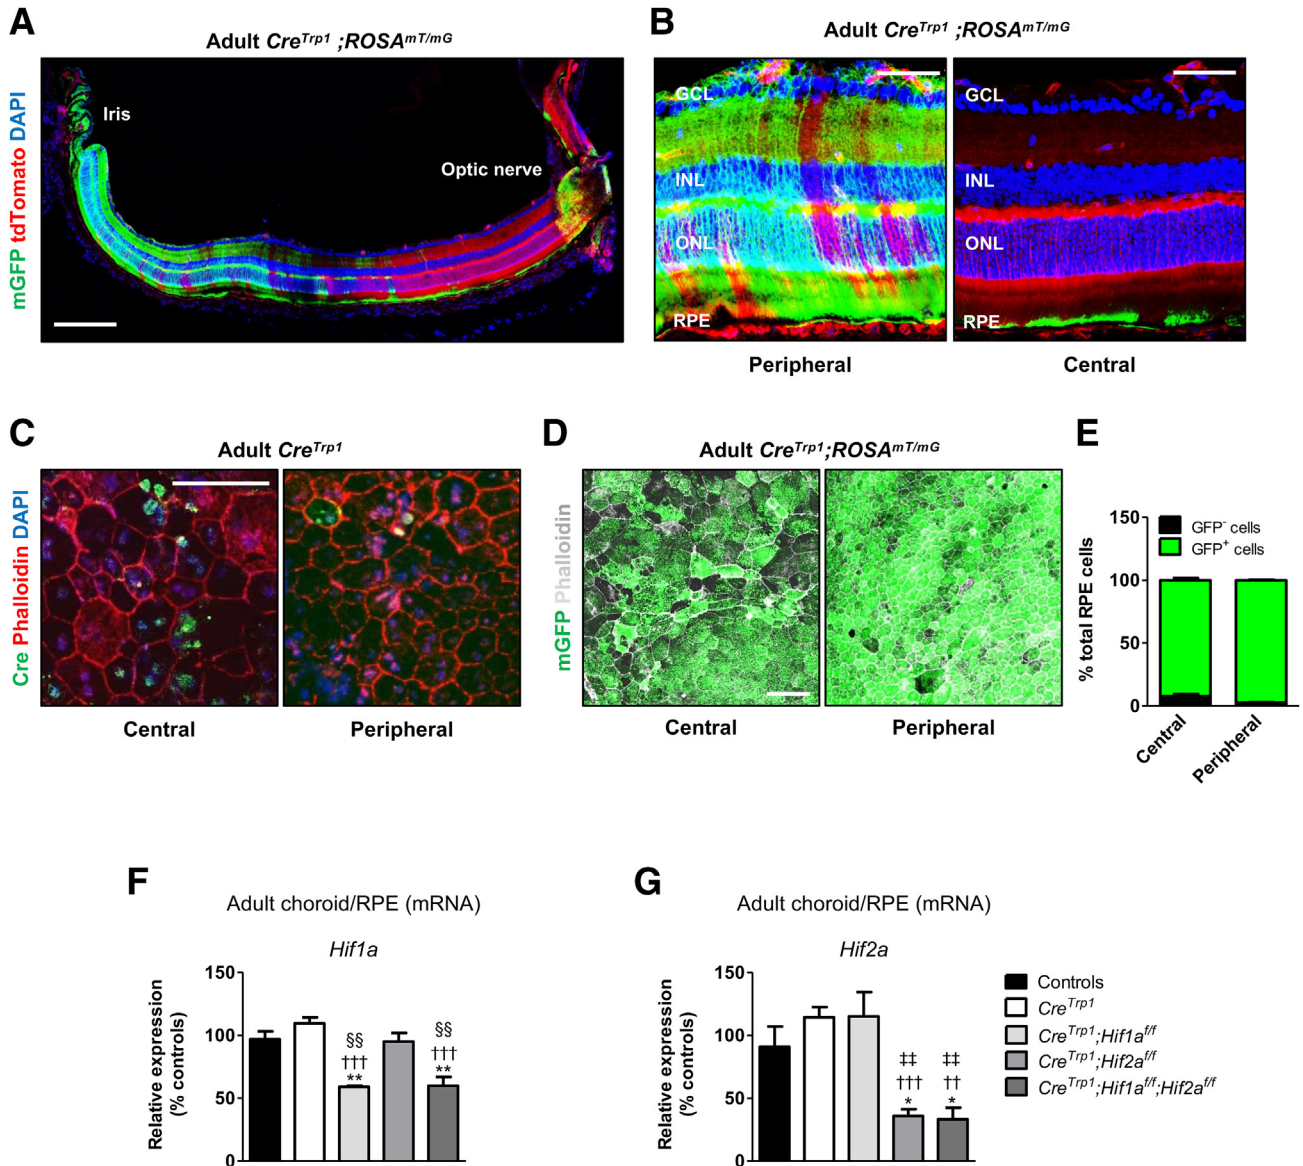 A
Adult Cre^Trp1 ;ROSA^mT/mG
mGFP tdTomato DAPI
Iris
Optic nerve
B
Adult Cre^Trp1 ;ROSA^mT/mG
GCL
INL
ONL
RPE
GCL
INL
ONL
RPE
Peripheral
Central
C
Adult Cre^Trp1
Cre Phalloidin DAPI
Central
Peripheral
D
Adult Cre^Trp1;ROSA^mT/mG
mGFP Phalloidin
Central
Peripheral
E
% total RPE cells
150
100
50
0
GFP^- cells
GFP^+ cells
Central
Peripheral
F
Adult choroid/RPE (mRNA)
Hif1a
Relative expression
(% controls)
150
100
50
0
§§
†††
**
§§
†††
**
G
Adult choroid/RPE (mRNA)
Hif2a
Relative expression
(% controls)
150
100
50
0
‡‡
†††
*
‡‡
††
*
Controls
Cre^Trp1
Cre^Trp1;Hif1a^f/f
Cre^Trp1;Hif2a^f/f
Cre^Trp1;Hif1a^f/f;Hif2a^f/f